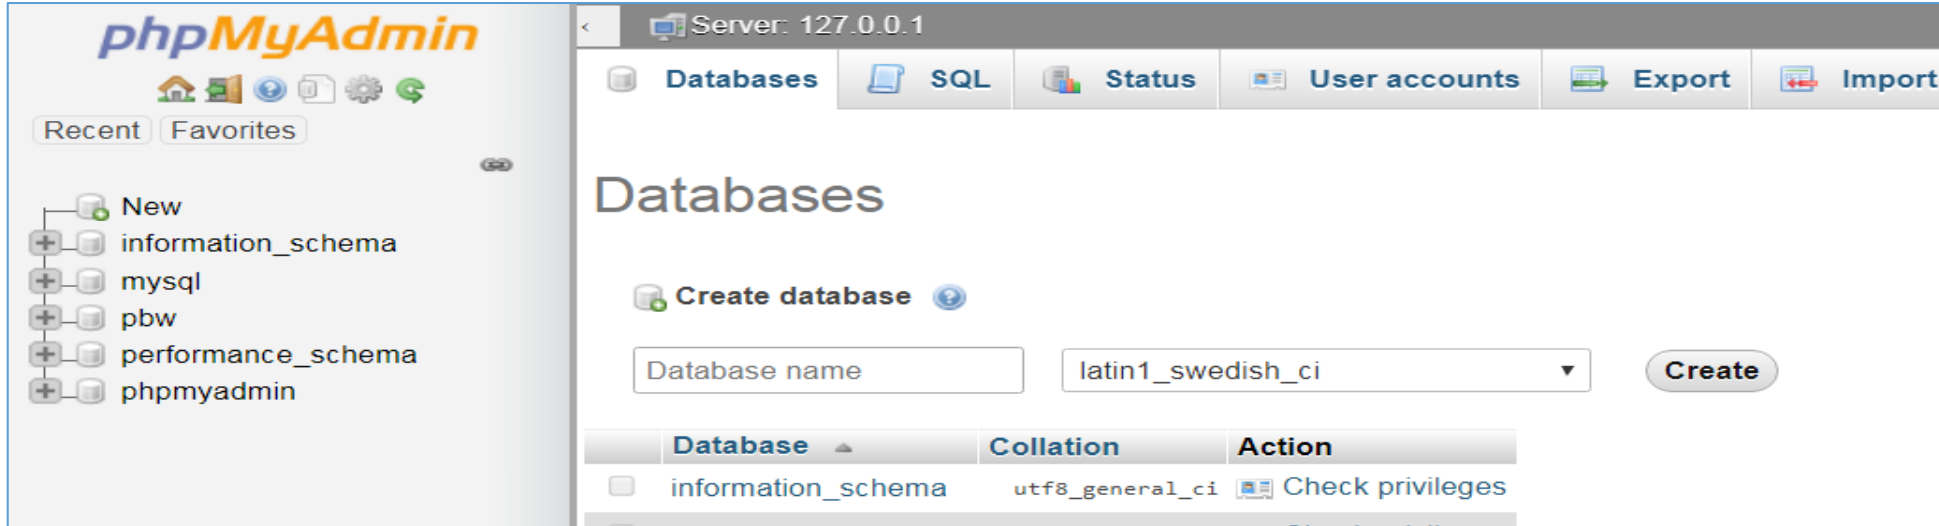 phpMyAdmin
Recent Favorites
New
information_schema
mysql
pbw
performance_schema
phpmyadmin
Server: 127.0.0.1
Databases SQL Status User accounts Export Import
Databases
Create database
Database name latin1_swedish_ci Create
Database Collation Action
information_schema utf8_general_ci Check privileges